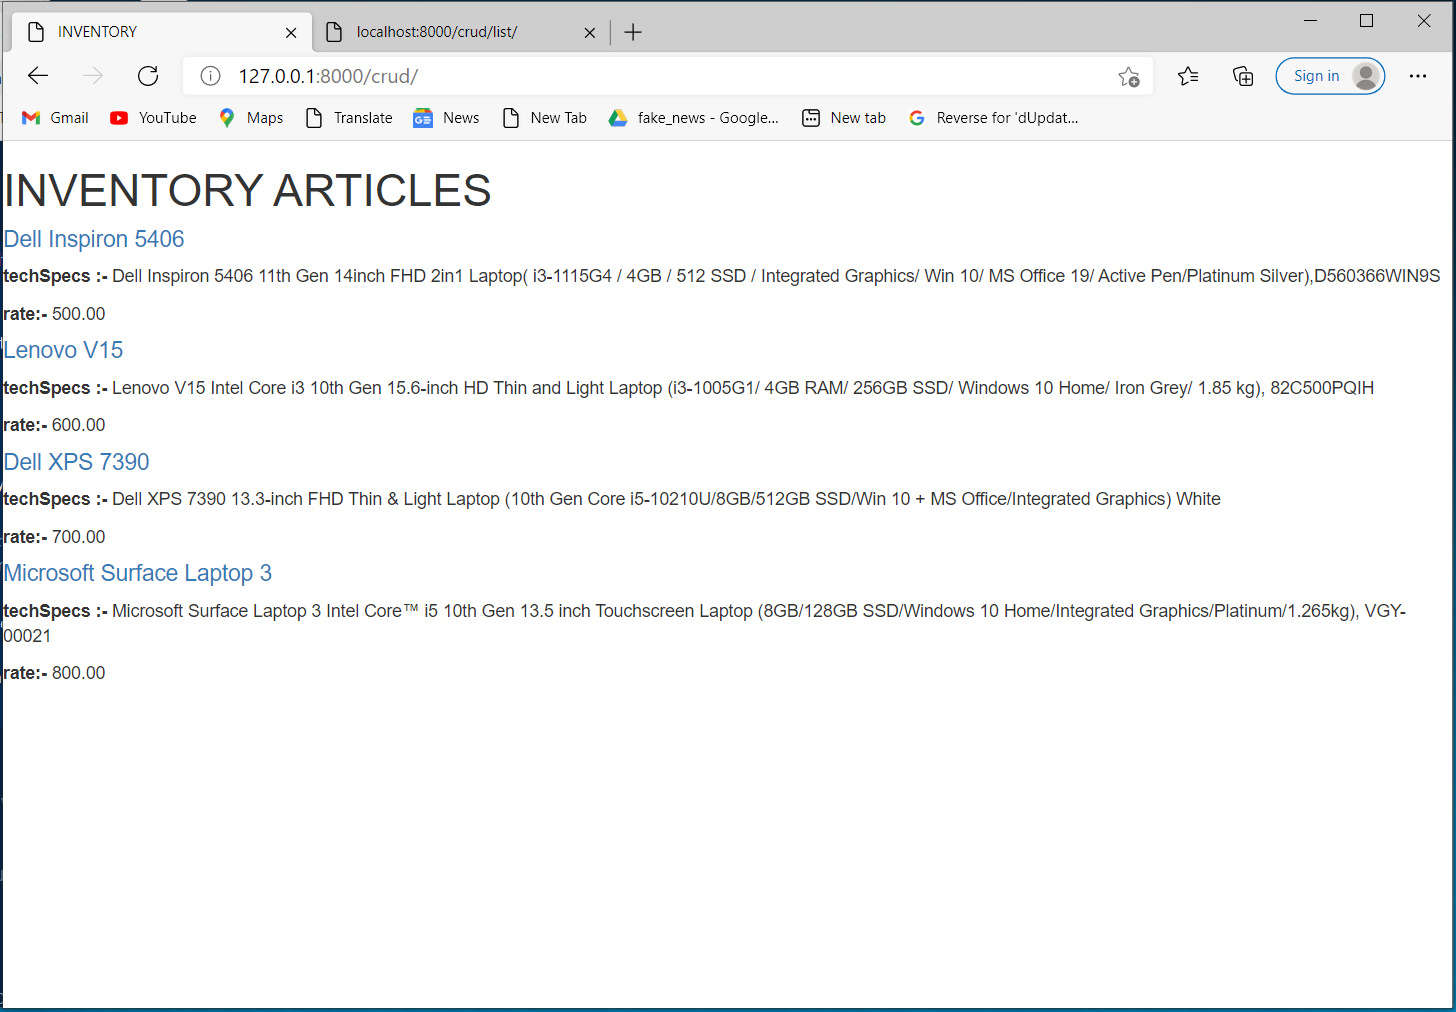 INVENTORY
localhost:8000/crud/list/
127.0.0.1:8000/crud/
Sign in
Gmail
YouTube
Maps
Translate
News
New Tab
fake_news - Google...
New tab
Reverse for 'dUpdat...
INVENTORY ARTICLES
Dell Inspiron 5406
techSpecs :- Dell Inspiron 5406 11th Gen 14inch FHD 2in1 Laptop( i3-1115G4 / 4GB / 512 SSD / Integrated Graphics/ Win 10/ MS Office 19/ Active Pen/Platinum Silver),D560366WIN9S
rate:- 500.00
Lenovo V15
techSpecs :- Lenovo V15 Intel Core i3 10th Gen 15.6-inch HD Thin and Light Laptop (i3-1005G1/ 4GB RAM/ 256GB SSD/ Windows 10 Home/ Iron Grey/ 1.85 kg), 82C500PQIH
rate:- 600.00
Dell XPS 7390
techSpecs :- Dell XPS 7390 13.3-inch FHD Thin & Light Laptop (10th Gen Core i5-10210U/8GB/512GB SSD/Win 10 + MS Office/Integrated Graphics) White
rate:- 700.00
Microsoft Surface Laptop 3
techSpecs :- Microsoft Surface Laptop 3 Intel Core™ i5 10th Gen 13.5 inch Touchscreen Laptop (8GB/128GB SSD/Windows 10 Home/Integrated Graphics/Platinum/1.265kg), VGY-
00021
rate:- 800.00